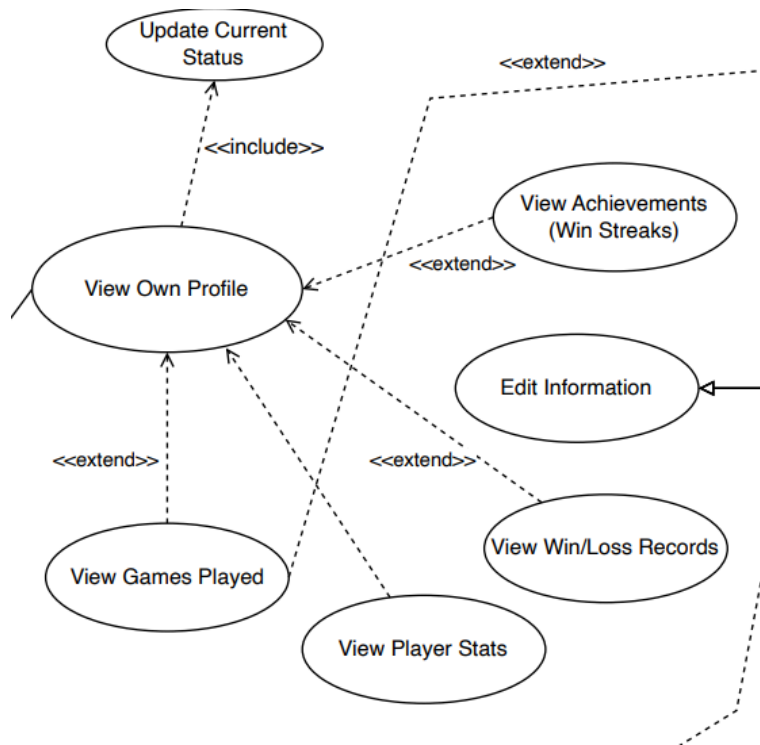 Update Current
Status
<<extend>>
<<include>>
View Achievements
(Win Streaks)
<<extend>>
View Own Profile
Edit Information
<<extend>>
<<extend>>
View Win/Loss Records
View Games Played
View Player Stats